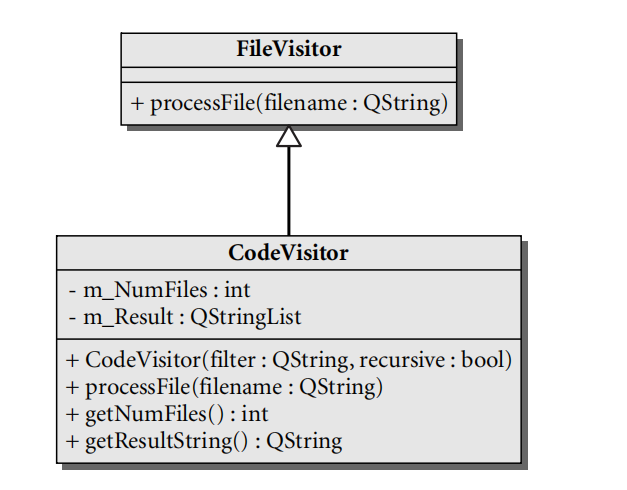 FileVisitor
+ processFile(filename : QString)
CodeVisitor
- m_NumFiles : int
- m_Result : QStringList
+ CodeVisitor(filter : QString, recursive : bool)
+ processFile(filename : QString)
+ getNumFiles() : int
+ getResultString() : QString